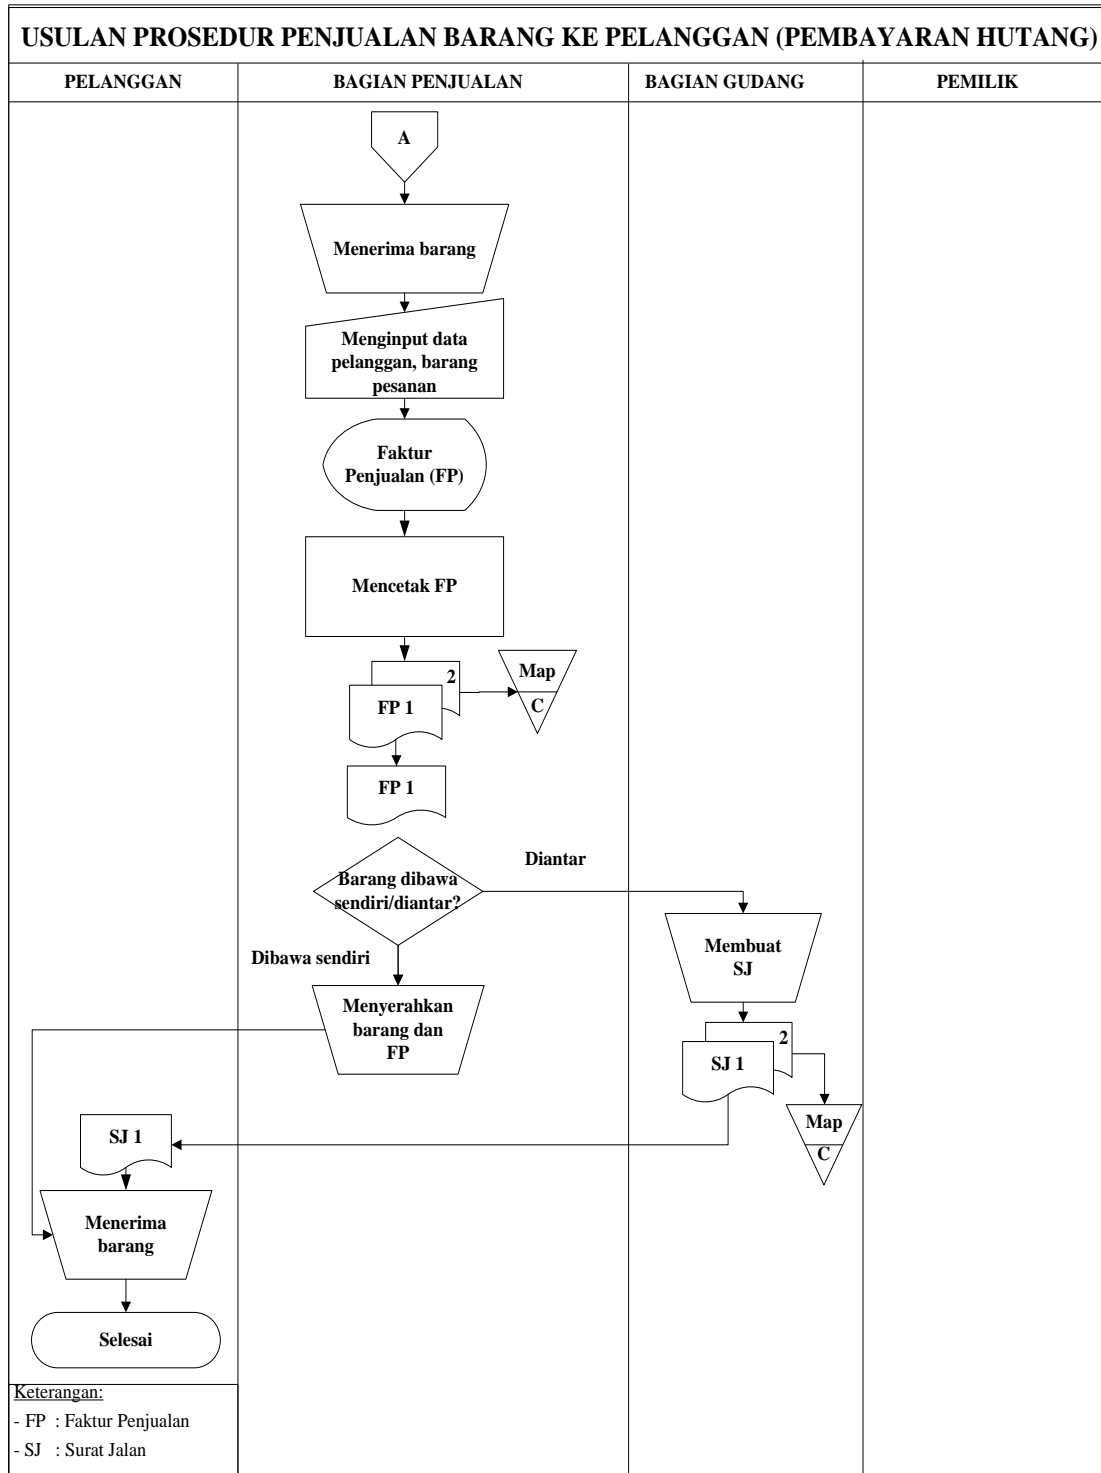 USULAN PROSEDUR PENJUALAN BARANG KE PELANGGAN (PEMBAYARAN HUTANG)
PELANGGAN
BAGIAN PENJUALAN
BAGIAN GUDANG
PEMILIK
A
Menerima barang
Menginput data
pelanggan, barang
pesanan
Faktur
Penjualan (FP)
Mencetak FP
2
FP 1
Map
C
FP 1
Barang dibawa
sendiri/diantar?
Diantar
Dibawa sendiri
Membuat
SJ
Menyerahkan
barang dan
FP
2
SJ 1
Map
C
SJ 1
Menerima
barang
Selesai
Keterangan:
- FP : Faktur Penjualan
- SJ : Surat Jalan